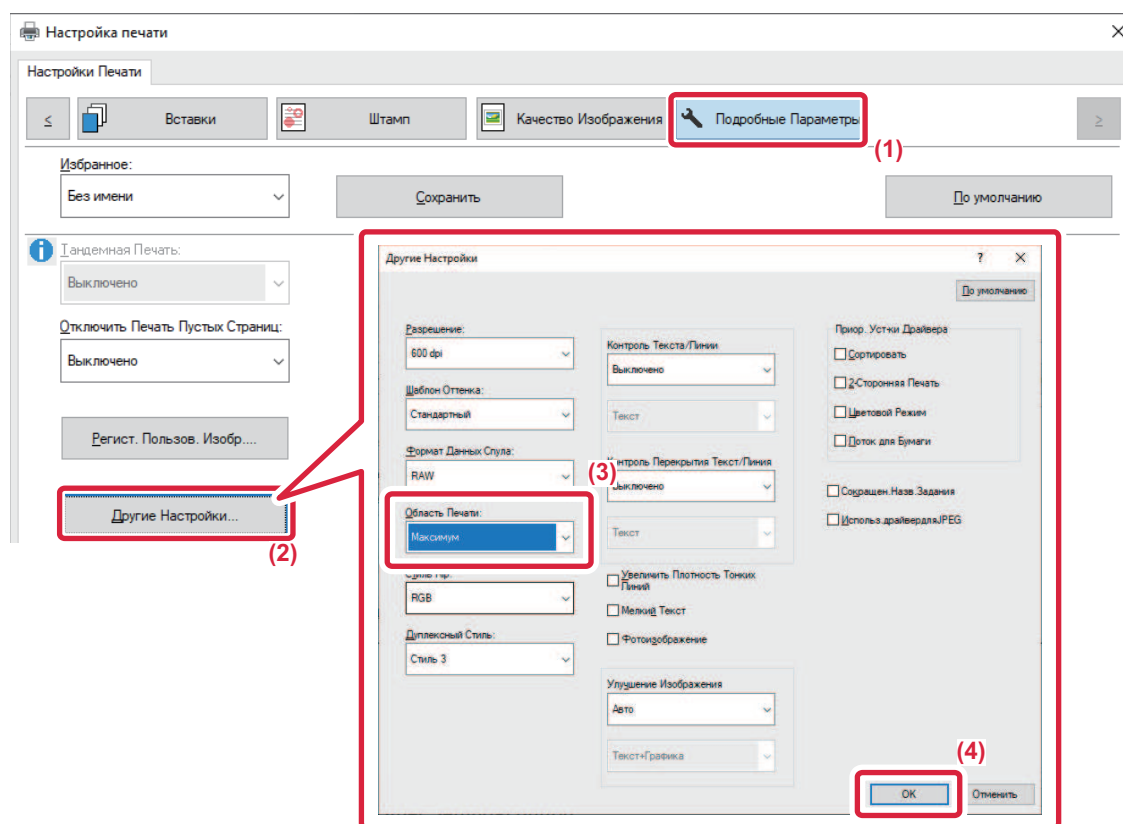 Настройка печати
Настройки Печати
<
Вставки
Штамп
Качество Изображения
Подробные Параметры
>
(1)
Избранное:
Без имени
Сохранить
По умолчанию
Тандемная Печать:
Выключено
Отключить Печать Пустых Страниц:
Выключено
Регист. Пользов. Изобр....
Другие Настройки...
(2)
Другие Настройки
?
По умолчанию
Разрешение:
600 dpi
Шаблон Оттенка:
Стандартный
Формат Данных Спула:
RAW
(3)
Область Печати:
Максимум
RGB
Дуплексный Стиль:
Стиль 3
Контроль Текста/Линии
Выключено
Текст
Контроль Перекрытия Текст/Линия
Выключено
Текст
Увеличить Плотность Тонких
Линий
Мелкий Текст
Фотоизображение
Улучшение Изображения
Авто
Текст+Графика
Приор. Уст-ки Драйвера
Сортировать
2-Сторонняя Печать
Цветовой Режим
Лоток для Бумаги
Сокращен.Назв.Задания
Использ.драйвердляJPEG
(4)
OK
Отменить